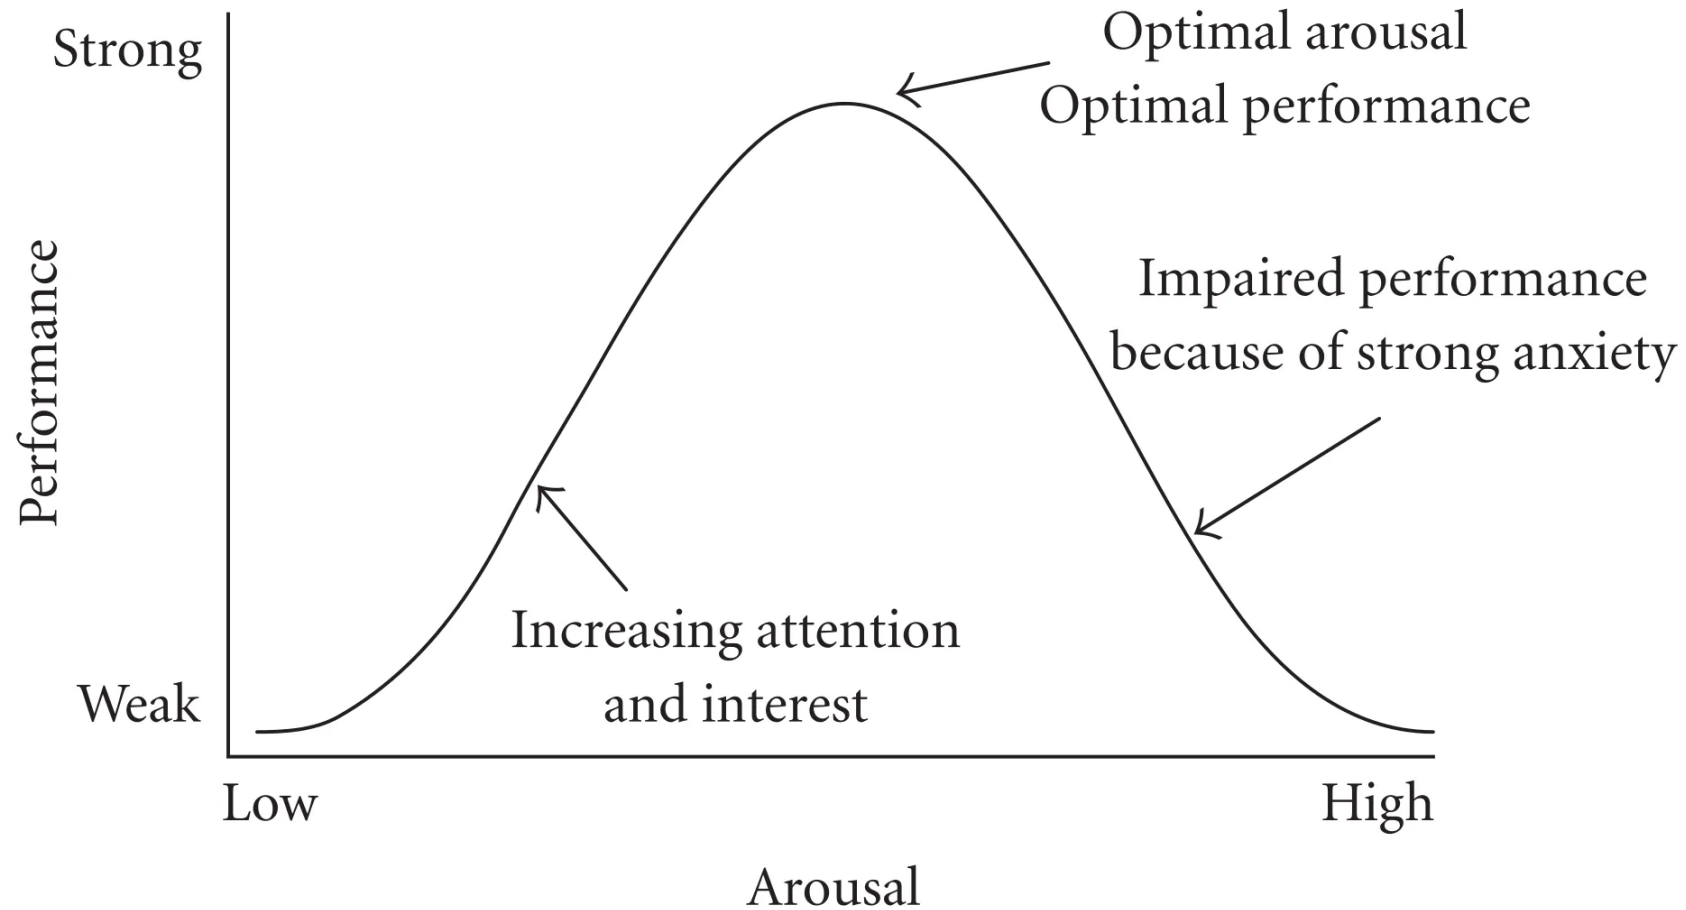 Strong
Optimal arousal
Optimal performance
Impaired performance
because of strong anxiety
Performance
Increasing attention
and interest
Weak
Low
High
Arousal